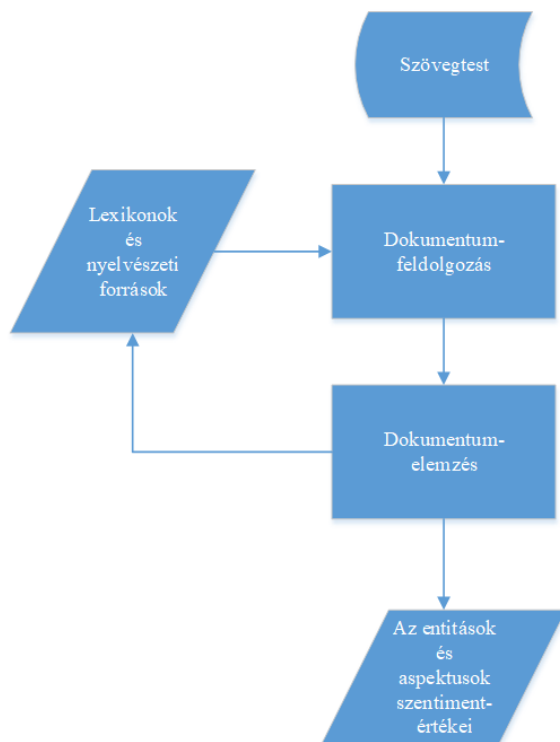 Szövegtest
Lexikonok
és
nyelvészeti
források
Dokumentum-
feldolgozás
Dokumentum-
elemzés
Az entitások
és
aspektusok
szentiment-
értékei